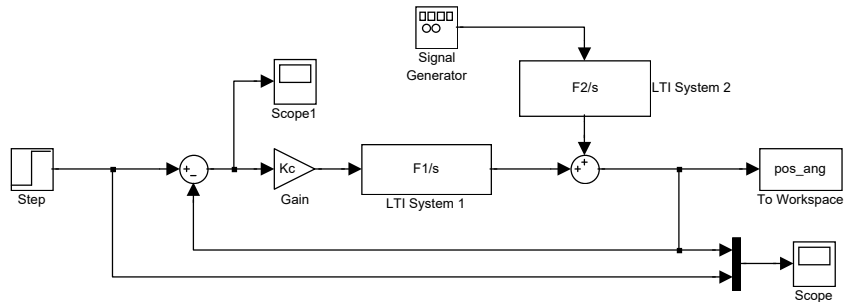 Signal
Generator
F2/s
LTI System 2
Scope1
Step
+
−
Kc
Gain
F1/s
LTI System 1
+
+
pos_ang
To Workspace
Scope